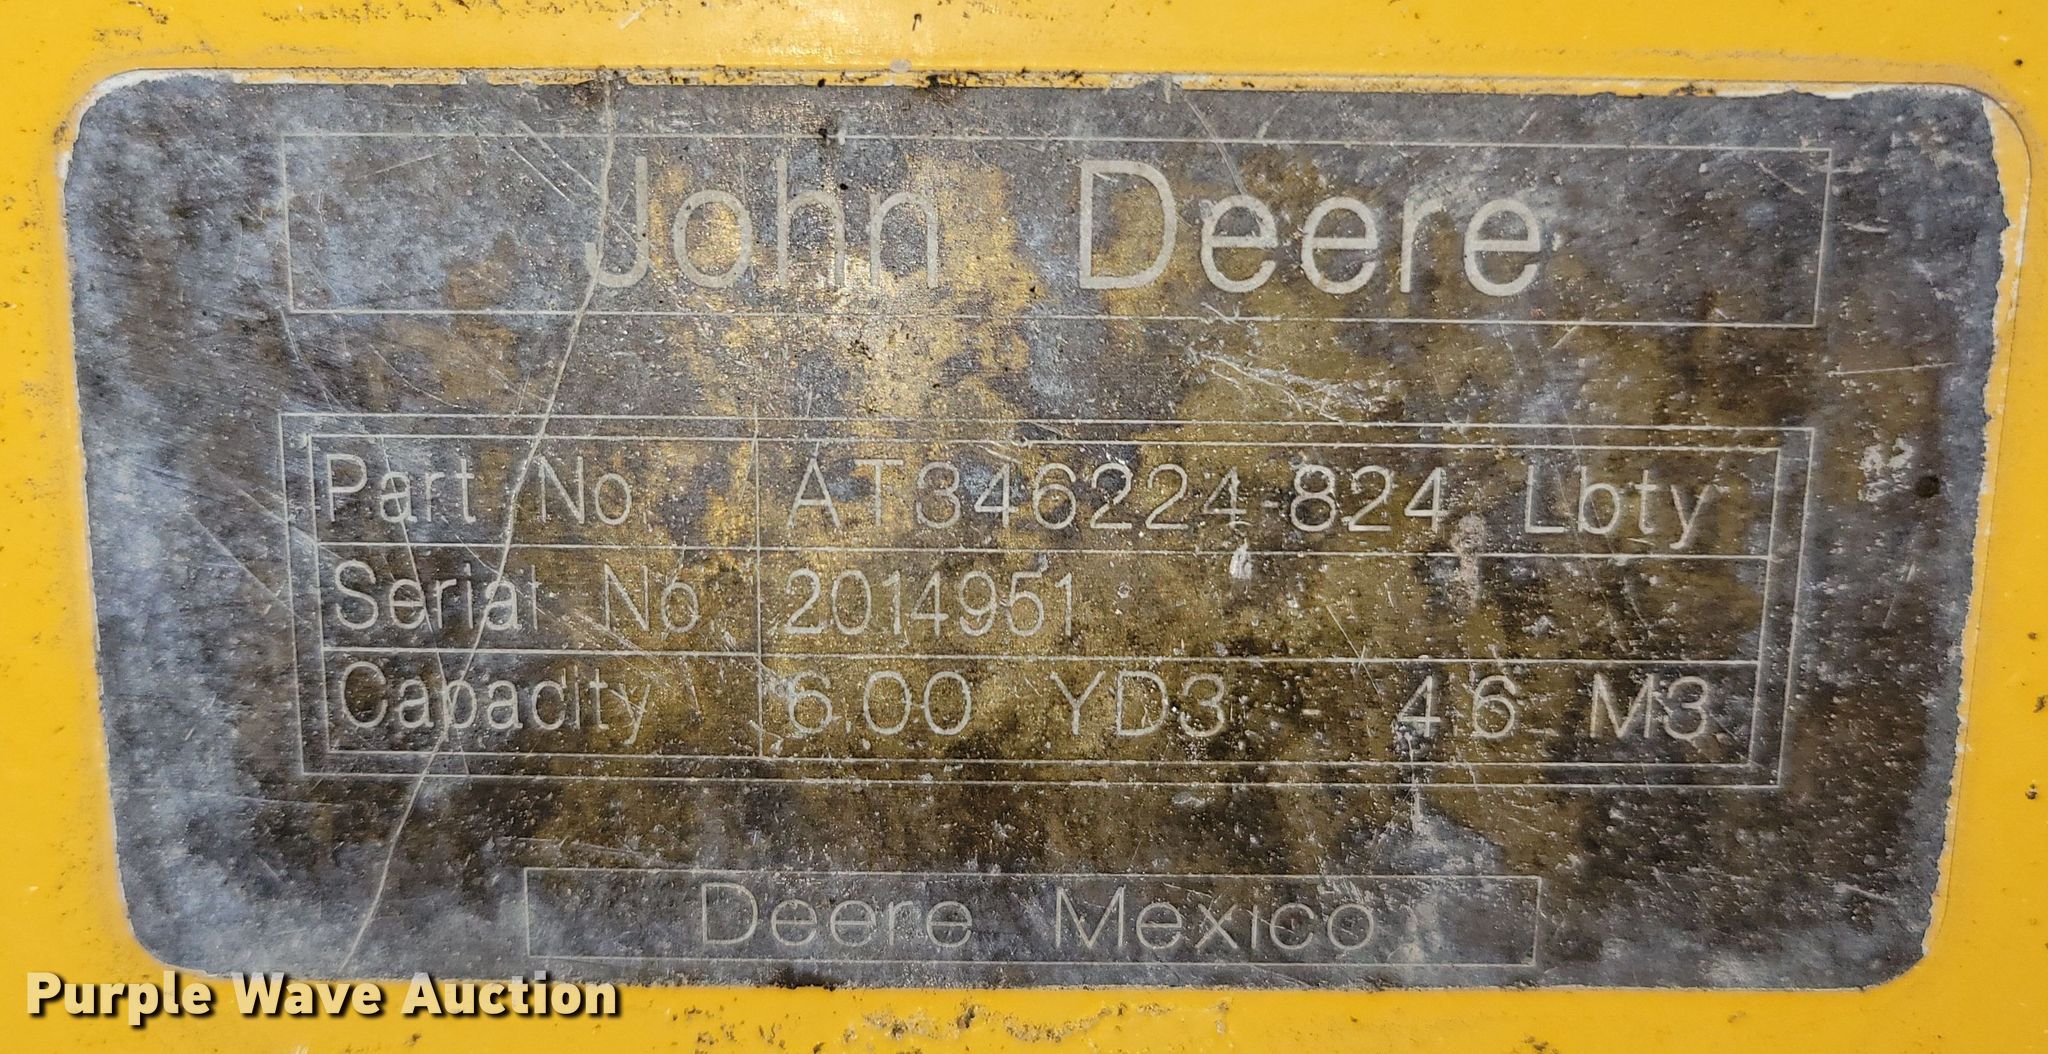 John Deere
Part No. AT346224-824 Lbty
Serial No. 2014951
Capacity 6.00 YD3 - 4.6 M3
Deere Mexico
Purple Wave Auction